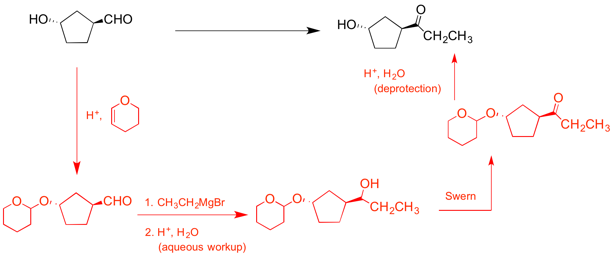 HO
CHO
HO
O
CH2CH3
H+,
O
H+, H2O
(deprotection)
O
O
O
CH2CH3
O
O
CHO
1. CH3CH2MgBr
2. H+, H2O
(aqueous workup)
O
O
OH
CH2CH3
Swern